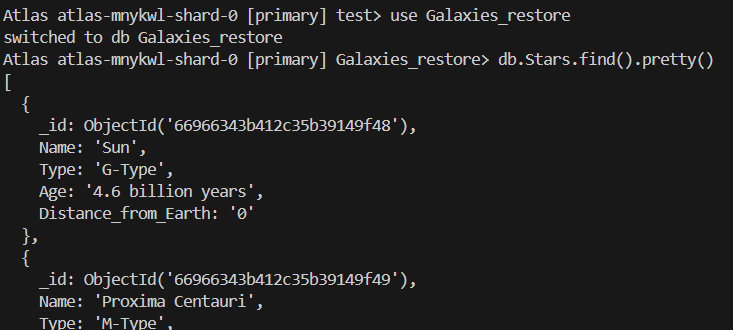 Atlas atlas-mnykwl-shard-0 [primary] test> use Galaxies_restore
switched to db Galaxies_restore
Atlas atlas-mnykwl-shard-0 [primary] Galaxies_restore> db.Stars.find().pretty()
[
  {
    _id: ObjectId('66966343b412c35b39149f48'),
    Name: 'Sun',
    Type: 'G-Type',
    Age: '4.6 billion years',
    Distance_from_Earth: '0'
  },
  {
    _id: ObjectId('66966343b412c35b39149f49'),
    Name: 'Proxima Centauri',
    Type: 'M-Type',